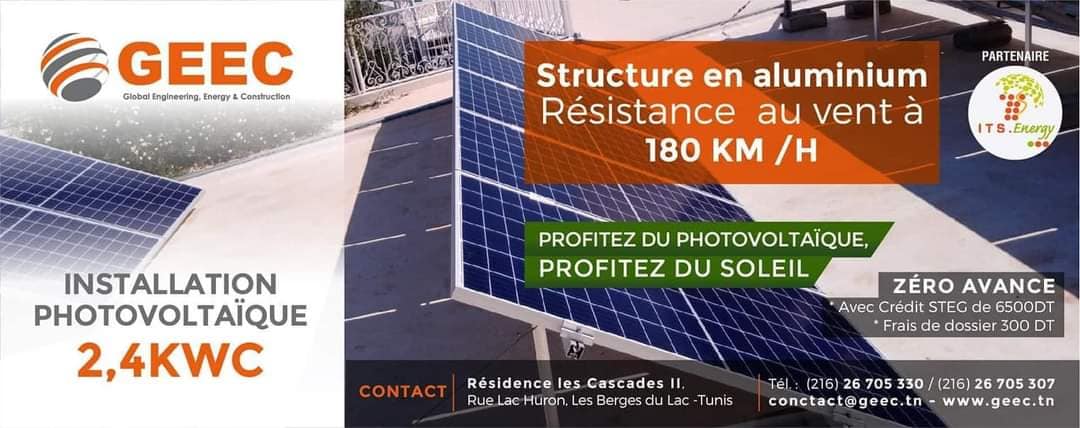 GEEC
Global Engineering, Energy & Construction
INSTALLATION
PHOTOVOLTAÏQUE
2,4KWC
Structure en aluminium
Résistance au vent à
180 KM /H
PARTENAIRE
ITS.Energy
PROFITEZ DU PHOTOVOLTAÏQUE,
PROFITEZ DU SOLEIL
ZÉRO AVANCE
* Avec Crédit STEG de 6500DT
* Frais de dossier 300 DT
CONTACT
Résidence les Cascades II,
Rue Lac Huron, Les Berges du Lac -Tunis
Tél. : (216) 26 705 330 / (216) 26 705 307
conctact@geec.tn - www.geec.tn